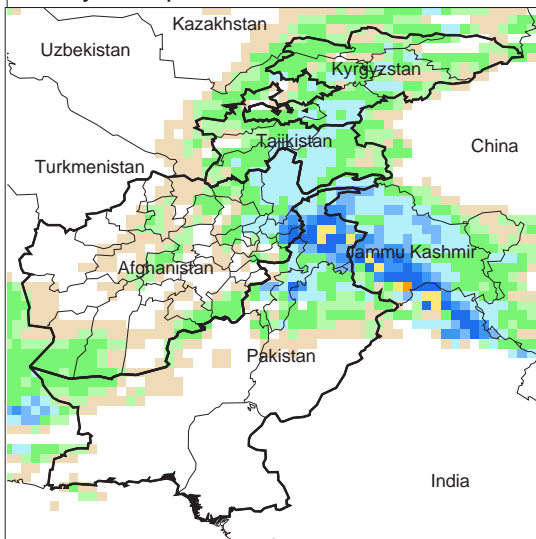 Kazakhstan
Uzbekistan
Kyrgyzstan
Tajikistan
China
Turkmenistan
Jammu Kashmir
Afghanistan
Pakistan
India